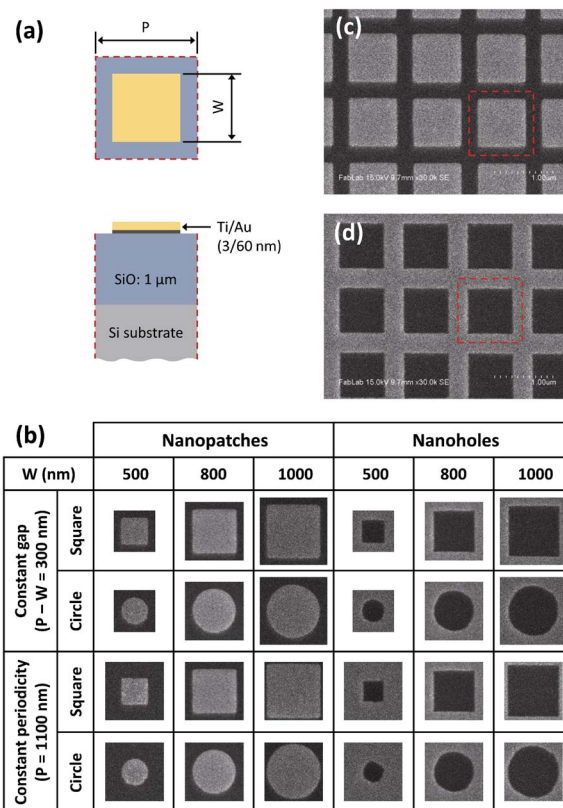 (a)
P
W
Ti/Au
(3/60 nm)
SiO: 1 μm
Si substrate
(c)
FabLab 15.0kV 9.7mm x30.0k SE
1.00um
(d)
FabLab 15.0kV 9.7mm x30.0k SE
1.00um
(b)
Nanopatches Nanoholes
W (nm) 500 800 1000 500 800 1000
Constant gap
(P – W = 300 nm)
Square
Circle
Constant periodicity
(P = 1100 nm)
Square
Circle